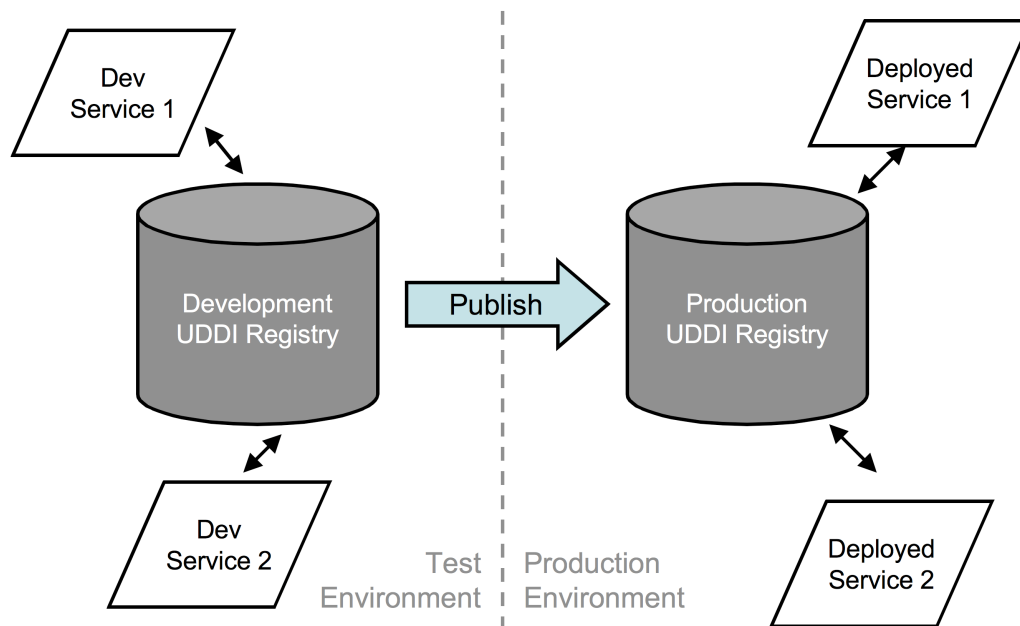 Dev
Service 1
Deployed
Service 1
Development
UDDI Registry
Publish
Production
UDDI Registry
Dev
Service 2
Test
Environment
Production
Environment
Deployed
Service 2